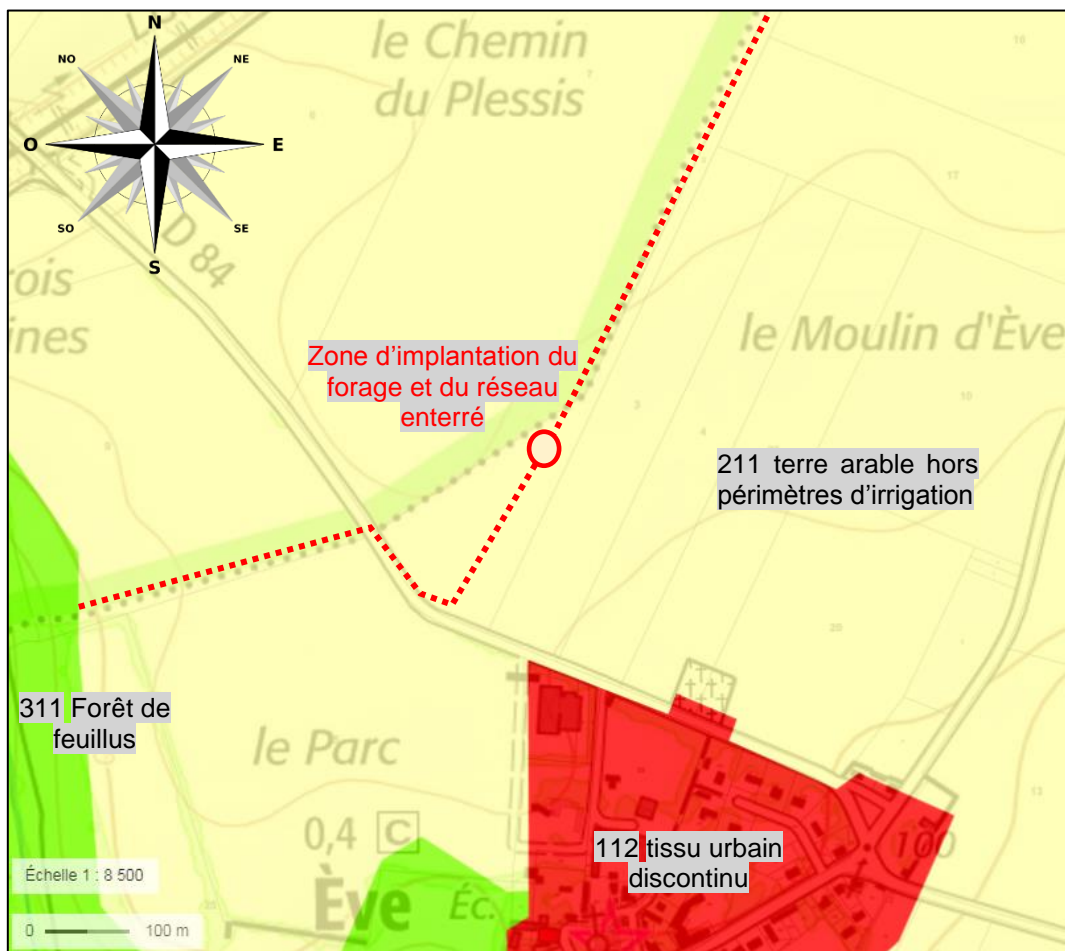 N
NO
NE
O
E
SO
SE
S
le Chemin
du Plessis
D 84
rois
ines
Zone d’implantation du
forage et du réseau
enterré
le Moulin d'Ève
211 terre arable hors
périmètres d’irrigation
311 Forêt de
feuillus
le Parc
0,4 C
Ève
Éc.
112 tissu urbain
discontinu
100
Échelle 1 : 8 500
0 100 m